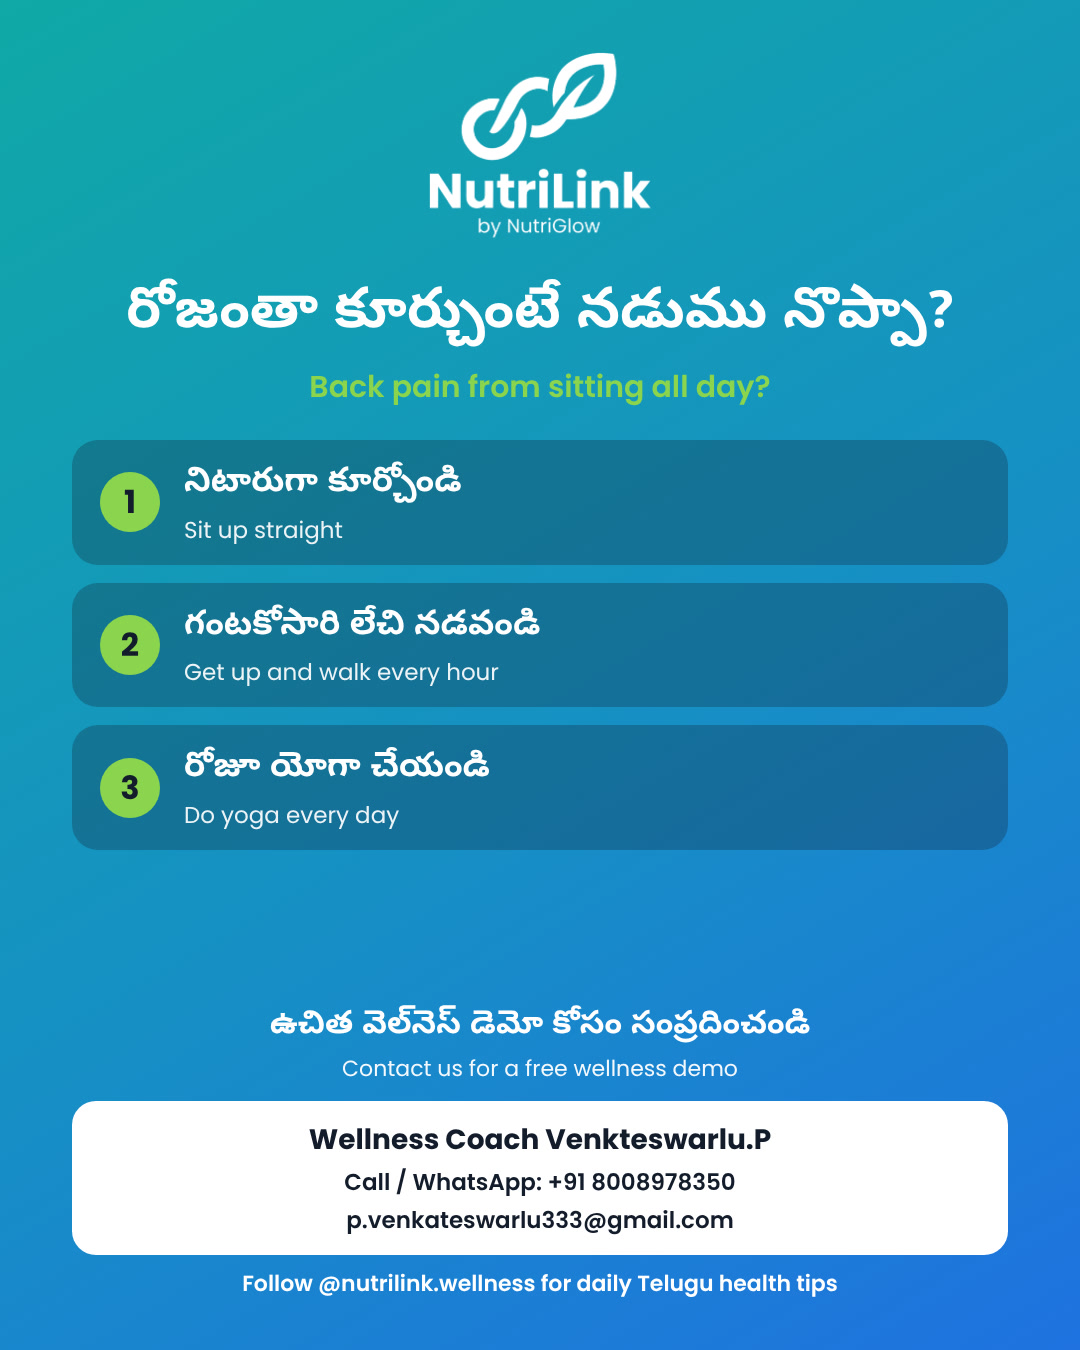 NutriLink
by NutriGlow
రోజంతా కూర్చుంటే నడుము నొప్పా?
Back pain from sitting all day?
1
నిటారుగా కూర్చోండి
Sit up straight
2
గంటకోసారి లేచి నడవండి
Get up and walk every hour
3
రోజూ యోగా చేయండి
Do yoga every day
ఉచిత వెల్‌నెస్ డెమో కోసం సంప్రదించండి
Contact us for a free wellness demo
Wellness Coach Venkteswarlu.P
Call / WhatsApp: +91 8008978350
p.venkateswarlu333@gmail.com
Follow @nutrilink.wellness for daily Telugu health tips